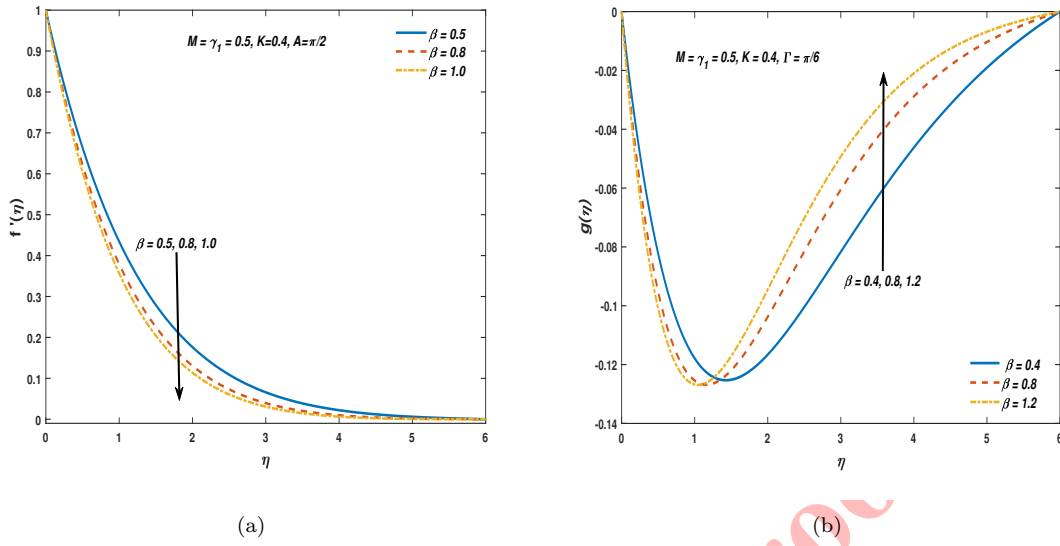 M = γ1 = 0.5, K=0.4, A=π/2
β = 0.5
β = 0.8
β = 1.0
β = 0.5, 0.8, 1.0
f '(η)
1
0.9
0.8
0.7
0.6
0.5
0.4
0.3
0.2
0.1
0
0 1 2 3 4 5 6
η
(a)
M = γ1 = 0.5, K = 0.4, Γ = π/6
β = 0.4, 0.8, 1.2
β = 0.4
β = 0.8
β = 1.2
g(η)
0
-0.02
-0.04
-0.06
-0.08
-0.1
-0.12
-0.14
0 1 2 3 4 5 6
η
(b)